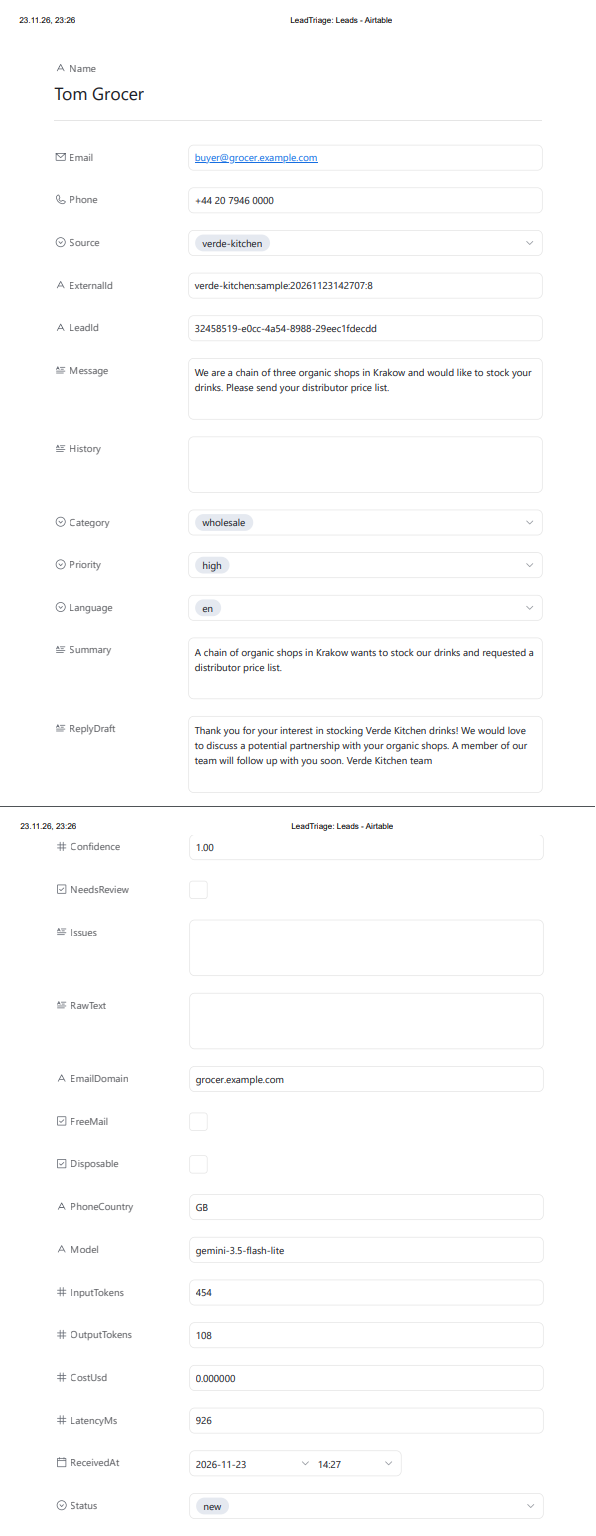 23.11.26, 23:26 LeadTriage: Leads - Airtable
Name
Tom Grocer
Email buyer@grocer.example.com
Phone +44 20 7946 0000
Source verde-kitchen
ExternalId verde-kitchen:sample:20261123142707:8
LeadId 32458519-e0cc-4a54-8988-29eec1fdecdd
Message We are a chain of three organic shops in Krakow and would like to stock your
drinks. Please send your distributor price list.
History
Category wholesale
Priority high
Language en
Summary A chain of organic shops in Krakow wants to stock our drinks and requested a
distributor price list.
ReplyDraft Thank you for your interest in stocking Verde Kitchen drinks! We would love
to discuss a potential partnership with your organic shops. A member of our
team will follow up with you soon. Verde Kitchen team
23.11.26, 23:26 LeadTriage: Leads - Airtable
Confidence 1.00
NeedsReview
Issues
RawText
EmailDomain grocer.example.com
FreeMail
Disposable
PhoneCountry GB
Model gemini-3.5-flash-lite
InputTokens 454
OutputTokens 108
CostUsd 0.000000
LatencyMs 926
ReceivedAt 2026-11-23 14:27
Status new